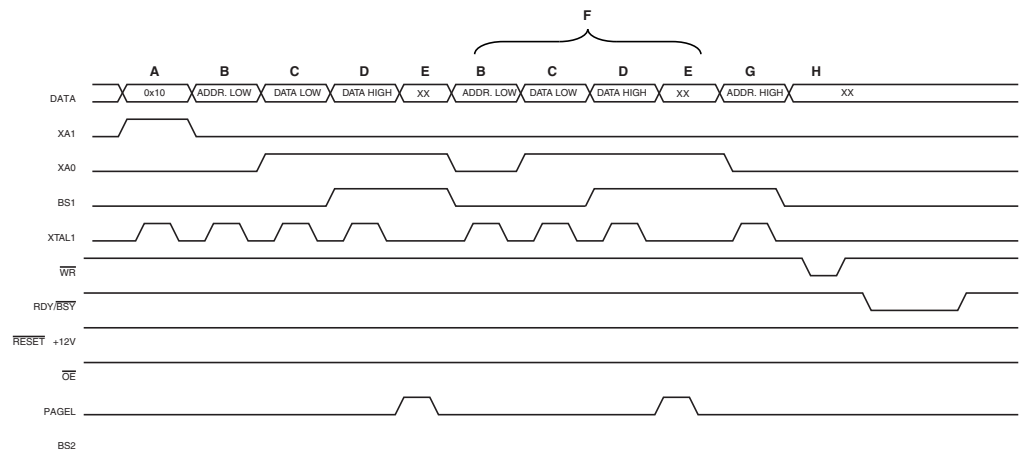 F
A B C D E B C D E G H
DATA 0x10 ADDR. LOW DATA LOW DATA HIGH XX ADDR. LOW DATA LOW DATA HIGH XX ADDR. HIGH XX
XA1
XA0
BS1
XTAL1
WR
RDY/BSY
RESET +12V
OE
PAGEL
BS2